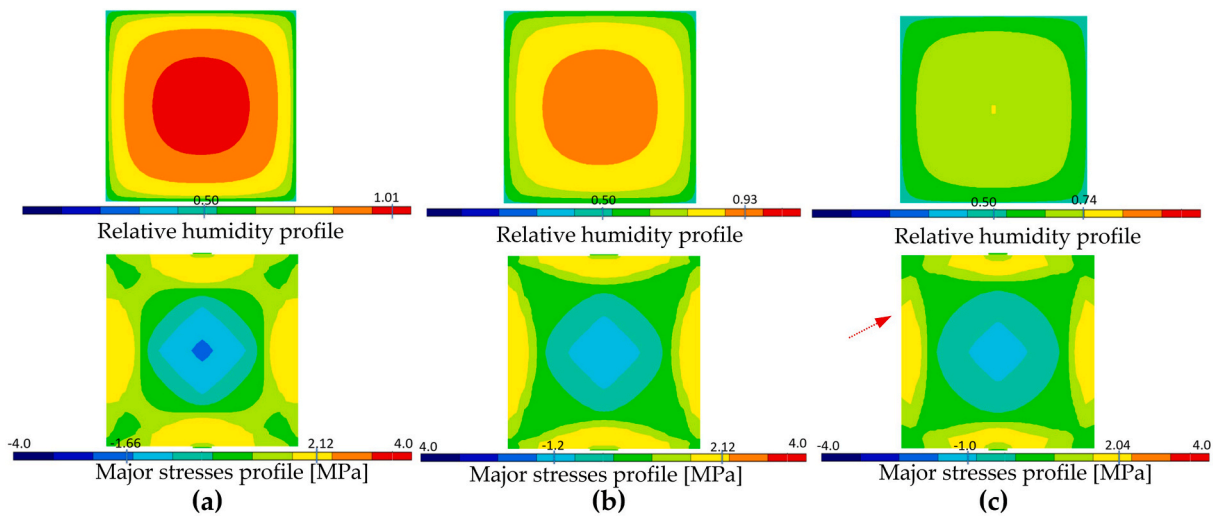 0.50 1.01 0.50 0.93 0.50 0.74
Relative humidity profile Relative humidity profile Relative humidity profile
-4.0 -1.66 2.12 4.0 4.0 -1.2 2.12 4.0 -4.0 -1.0 2.04 4.0
Major stresses profile [MPa] Major stresses profile [MPa] Major stresses profile [MPa]
(a) (b) (c)